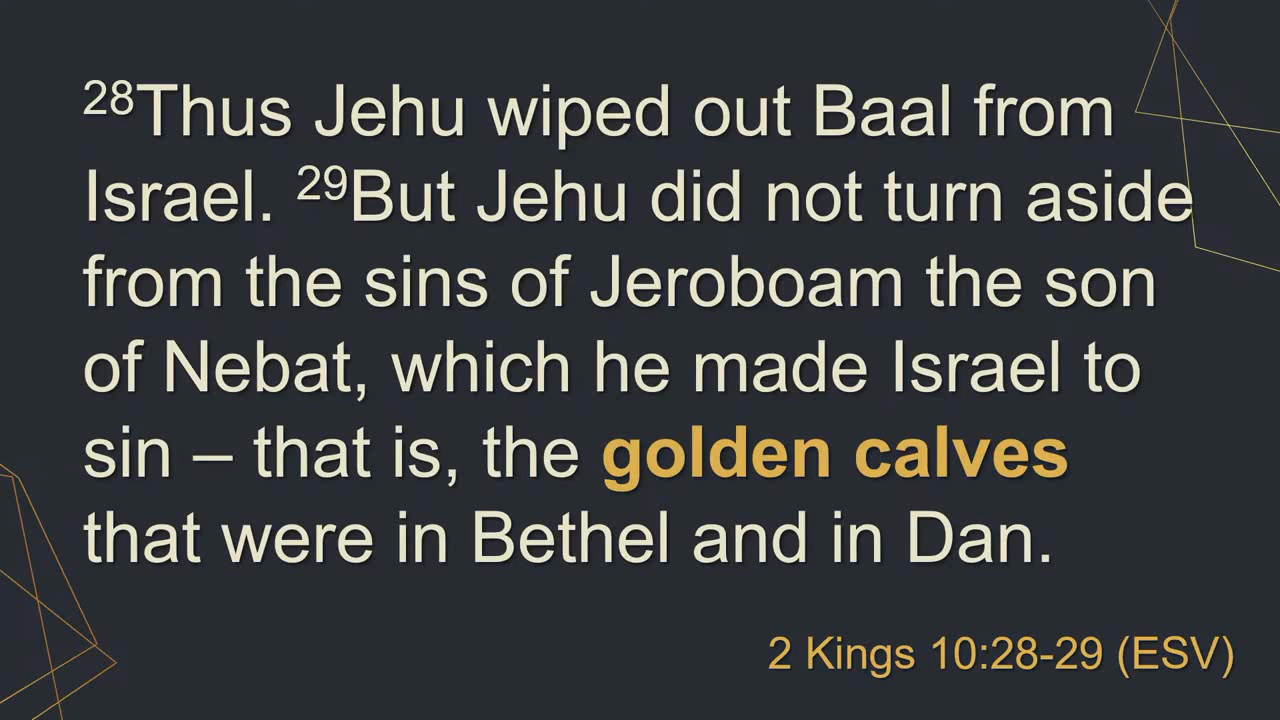 28Thus Jehu wiped out Baal from
Israel. 29But Jehu did not turn aside
from the sins of Jeroboam the son
of Nebat, which he made Israel to
sin – that is, the golden calves
that were in Bethel and in Dan.
2 Kings 10:28-29 (ESV)